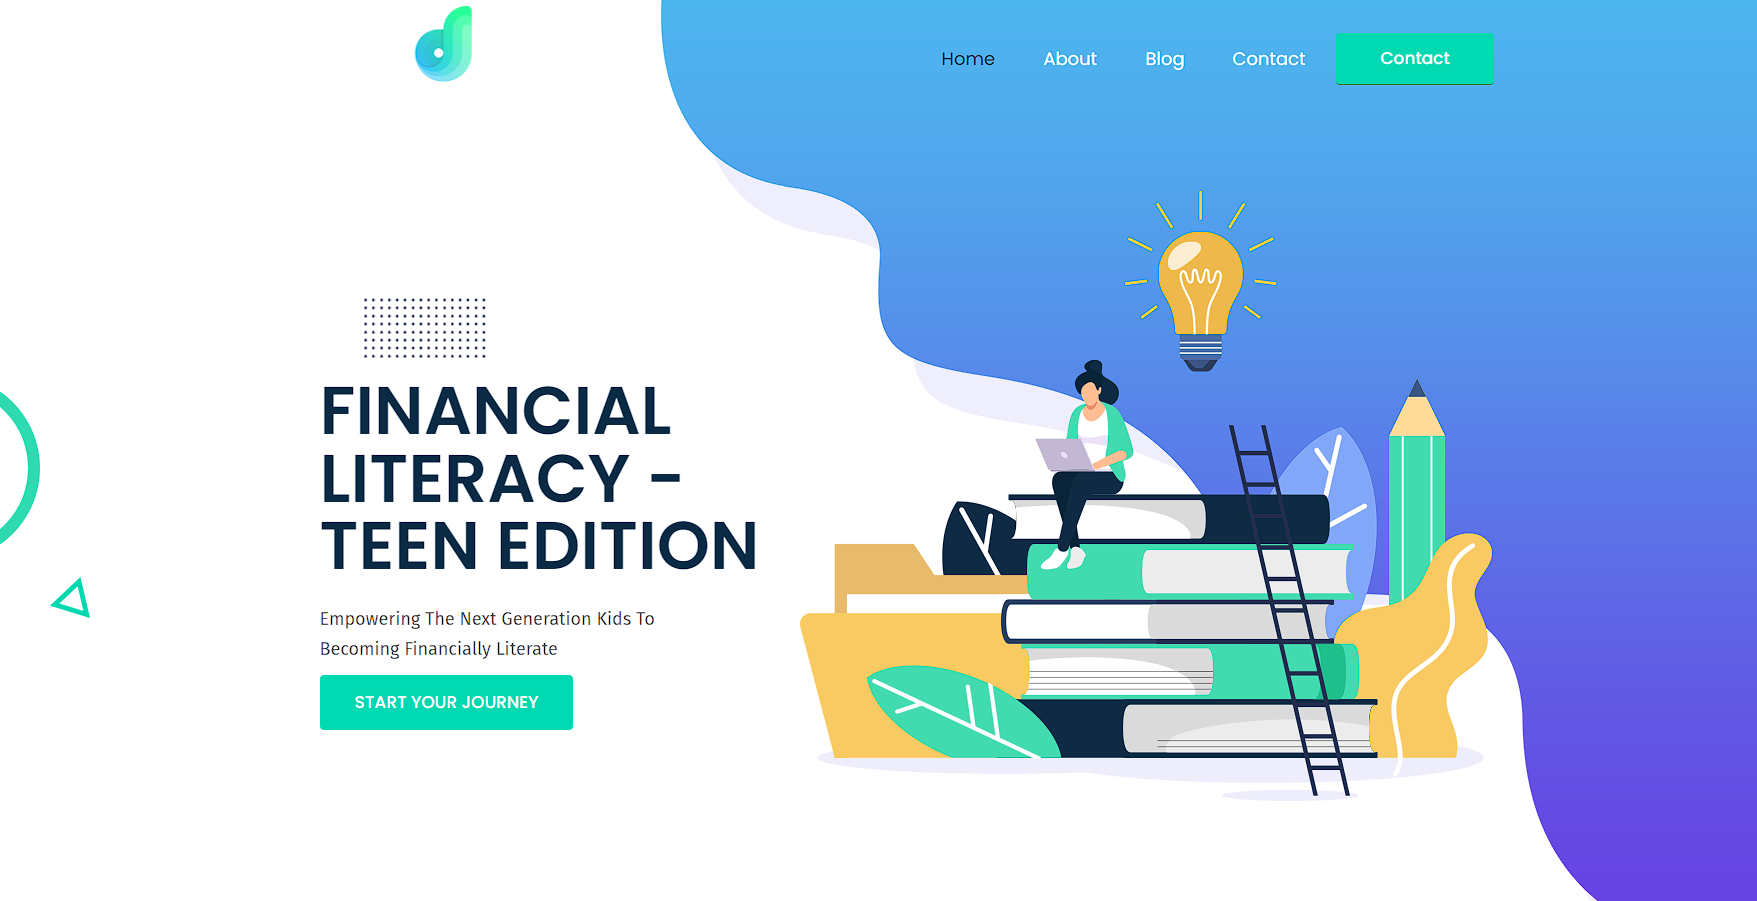 Home About Blog Contact Contact
FINANCIAL
LITERACY -
TEEN EDITION
Empowering The Next Generation Kids To
Becoming Financially Literate
START YOUR JOURNEY